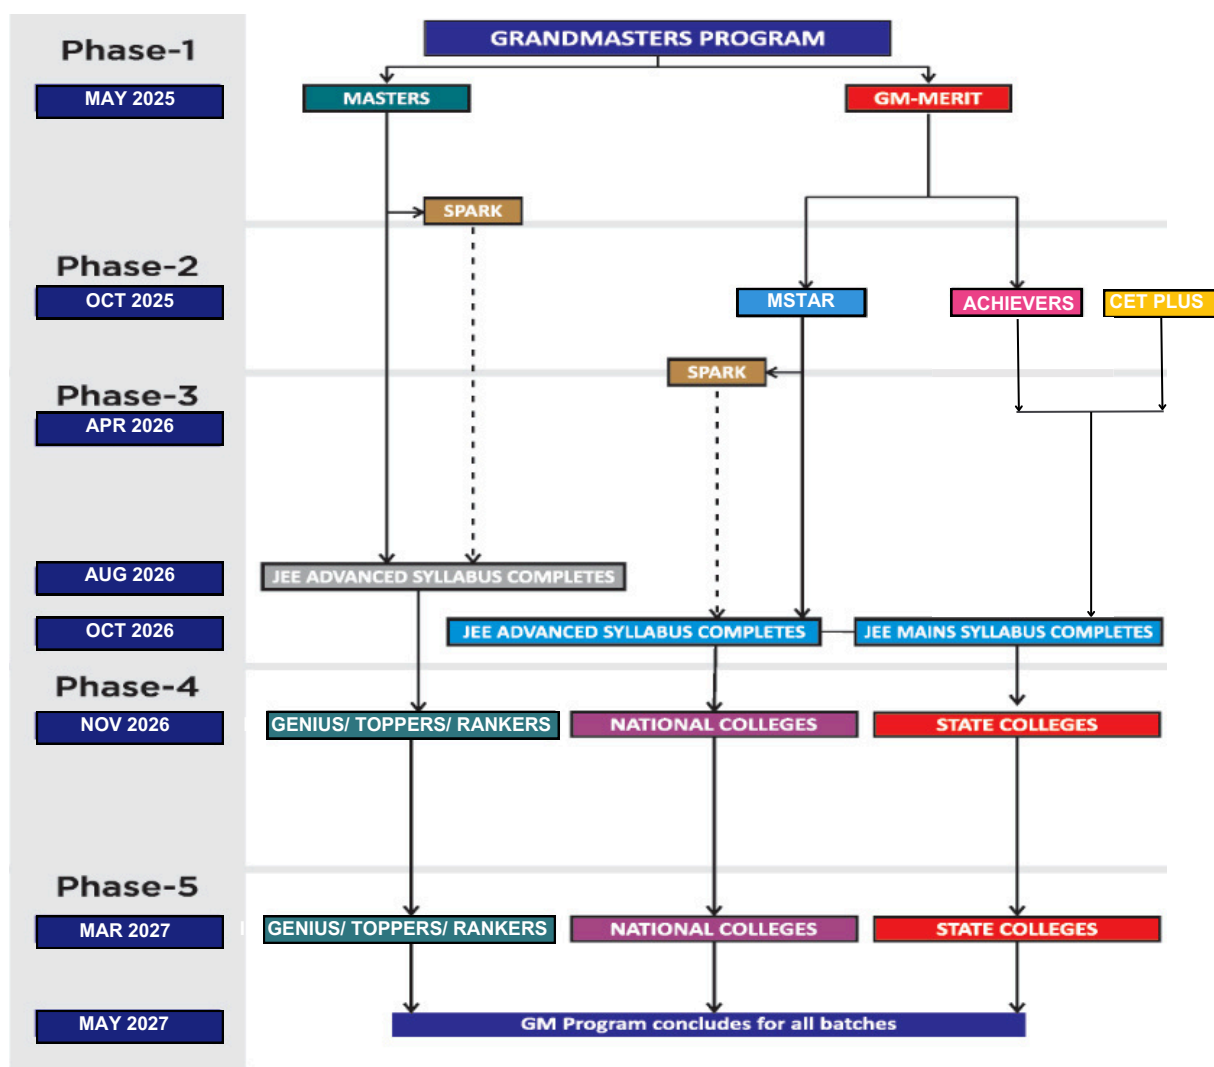 GRANDMASTERS PROGRAM
Phase-1
MAY 2025
MASTERS
GM-MERIT
SPARK
Phase-2
OCT 2025
MSTAR
ACHIEVERS
CET PLUS
SPARK
Phase-3
APR 2026
AUG 2026
JEE ADVANCED SYLLABUS COMPLETES
OCT 2026
JEE ADVANCED SYLLABUS COMPLETES
JEE MAINS SYLLABUS COMPLETES
Phase-4
NOV 2026
GENIUS/ TOPPERS/ RANKERS
NATIONAL COLLEGES
STATE COLLEGES
Phase-5
MAR 2027
GENIUS/ TOPPERS/ RANKERS
NATIONAL COLLEGES
STATE COLLEGES
MAY 2027
GM Program concludes for all batches